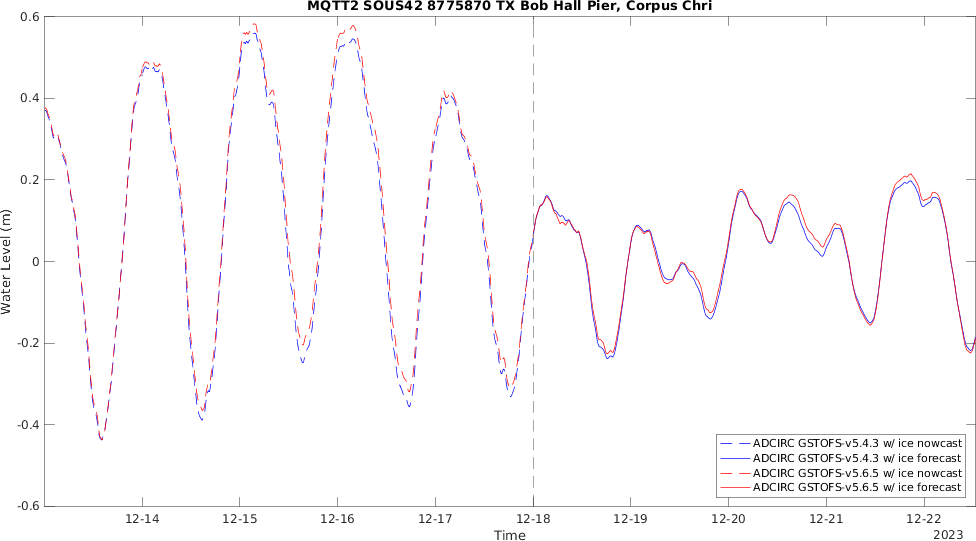 MQTT2 SOUS42 8775870 TX Bob Hall Pier, Corpus Chri
0.6
0.4
0.2
0
-0.2
-0.4
-0.6
Water Level (m)
12-14
12-15
12-16
12-17
12-18
12-19
12-20
12-21
12-22
Time
2023
ADCIRC GSTOFS-v5.4.3 w/ ice nowcast
ADCIRC GSTOFS-v5.4.3 w/ ice forecast
ADCIRC GSTOFS-v5.6.5 w/ ice nowcast
ADCIRC GSTOFS-v5.6.5 w/ ice forecast